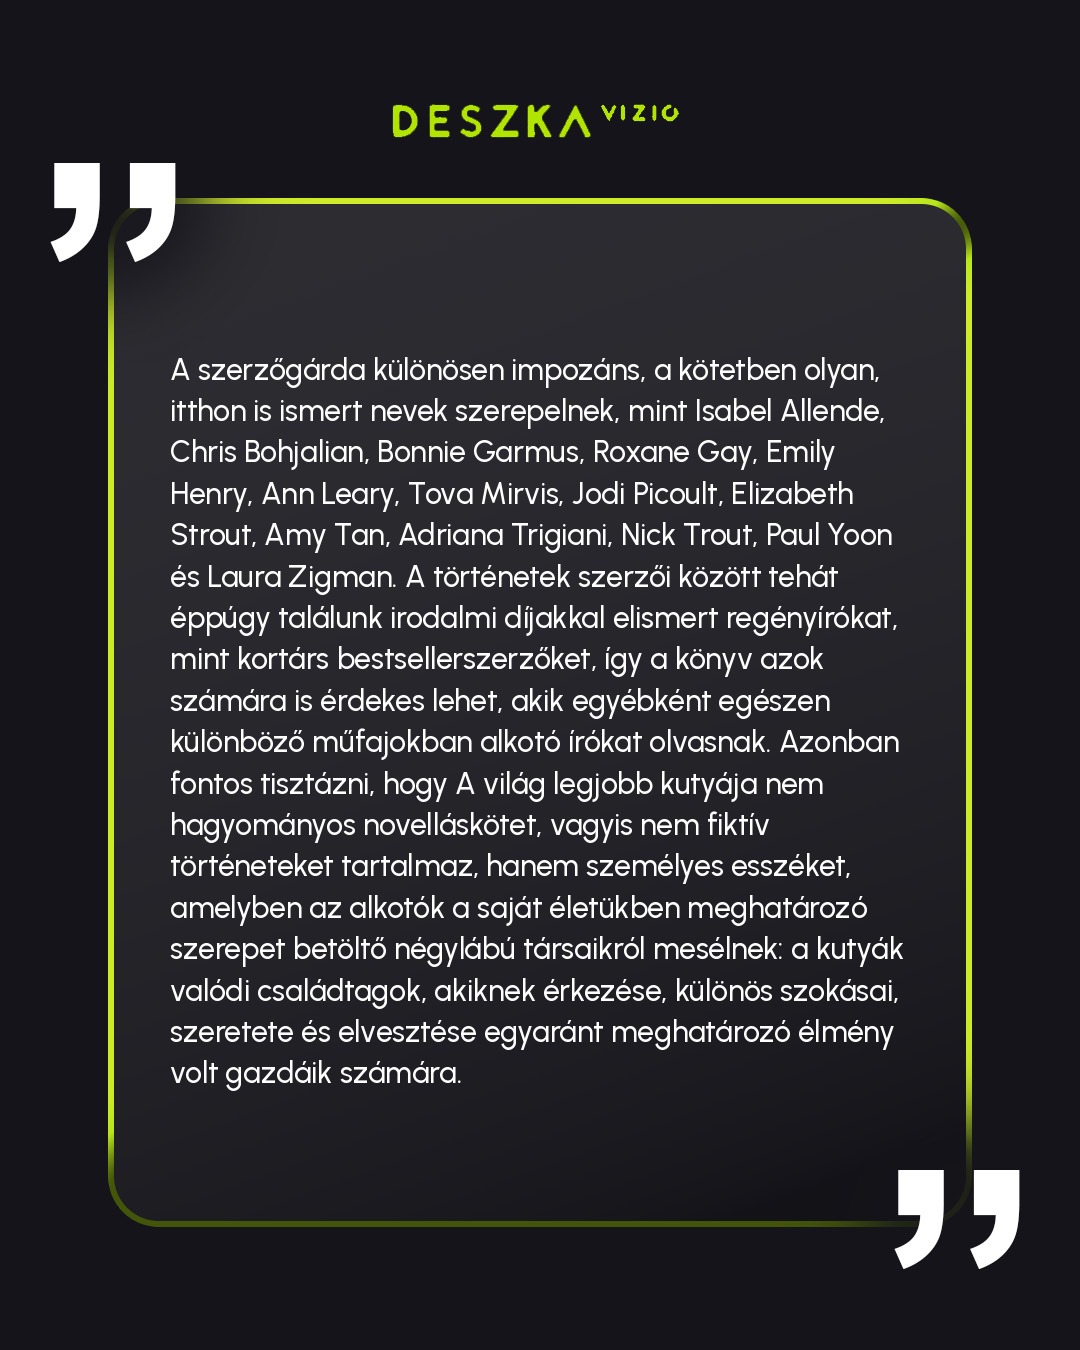 DESZKA VIZIO
A szerzőgárda különösen impozáns, a kötetben olyan,
itthon is ismert nevek szerepelnek, mint Isabel Allende,
Chris Bohjalian, Bonnie Garmus, Roxane Gay, Emily
Henry, Ann Leary, Tova Mirvis, Jodi Picoult, Elizabeth
Strout, Amy Tan, Adriana Trigiani, Nick Trout, Paul Yoon
és Laura Zigman. A történetek szerzői között tehát
éppúgy találunk irodalmi díjakkal elismert regényírókat,
mint kortárs bestsellerszerzőket, így a könyv azok
számára is érdekes lehet, akik egyébként egészen
különböző műfajokban alkotó írókat olvasnak. Azonban
fontos tisztázni, hogy A világ legjobb kutyája nem
hagyományos novelláskötet, vagyis nem fiktív
történeteket tartalmaz, hanem személyes esszéket,
amelyben az alkotók a saját életükben meghatározó
szerepet betöltő négylábú társaikról mesélnek: a kutyák
valódi családtagok, akiknek érkezése, különös szokásai,
szeretete és elvesztése egyaránt meghatározó élmény
volt gazdáik számára.